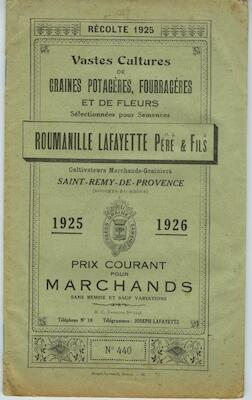 RÉCOLTE 1925
Vastes Cultures
DE
GRAINES POTAGÈRES, FOURRAGÈRES
ET DE FLEURS
Sélectionnées pour Semences
ROUMANILLE LAFAYETTE PÈRE & FILS
Cultivateurs Marchands-Grainiers
SAINT-REMY-DE-PROVENCE
(BOUCHES-DU-RHÔNE)
1925
1926
PRIX COURANT
POUR
MARCHANDS
SANS REMISE ET SAUF VARIATIONS
R. C. Tarascon
Téléphone N° 18
Télégrammes : JOSEPH LAFAYETTE
N° 440